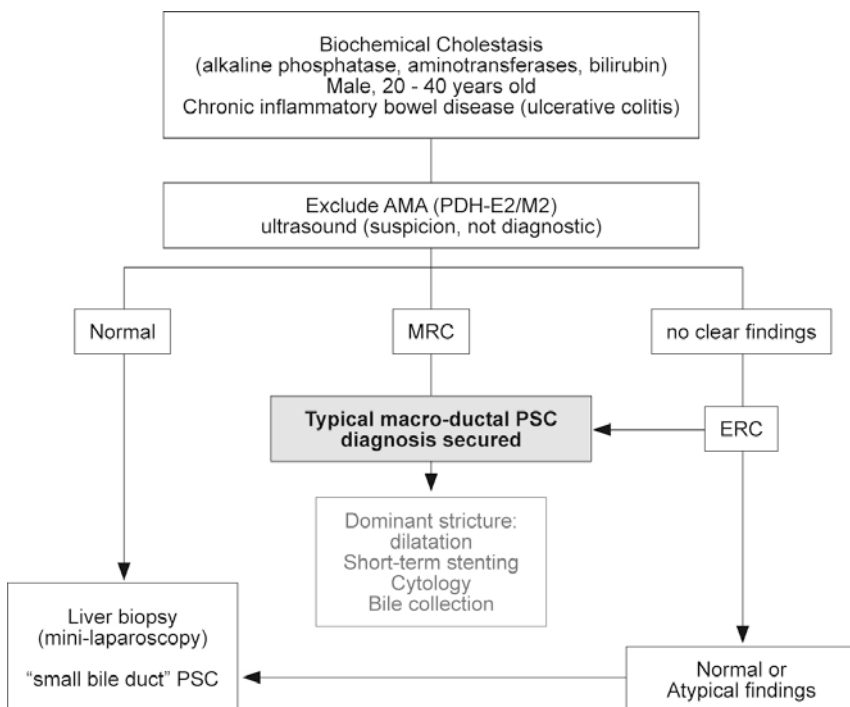 Biochemical Cholestasis
(alkaline phosphatase, aminotransferases, bilirubin)
Male, 20 - 40 years old
Chronic inflammatory bowel disease (ulcerative colitis)
Exclude AMA (PDH-E2/M2)
ultrasound (suspicion, not diagnostic)
Normal
MRC
no clear findings
Typical macro-ductal PSC
diagnosis secured
ERC
Dominant stricture:
dilatation
Short-term stenting
Cytology
Bile collection
Liver biopsy
(mini-laparoscopy)
“small bile duct” PSC
Normal or
Atypical findings